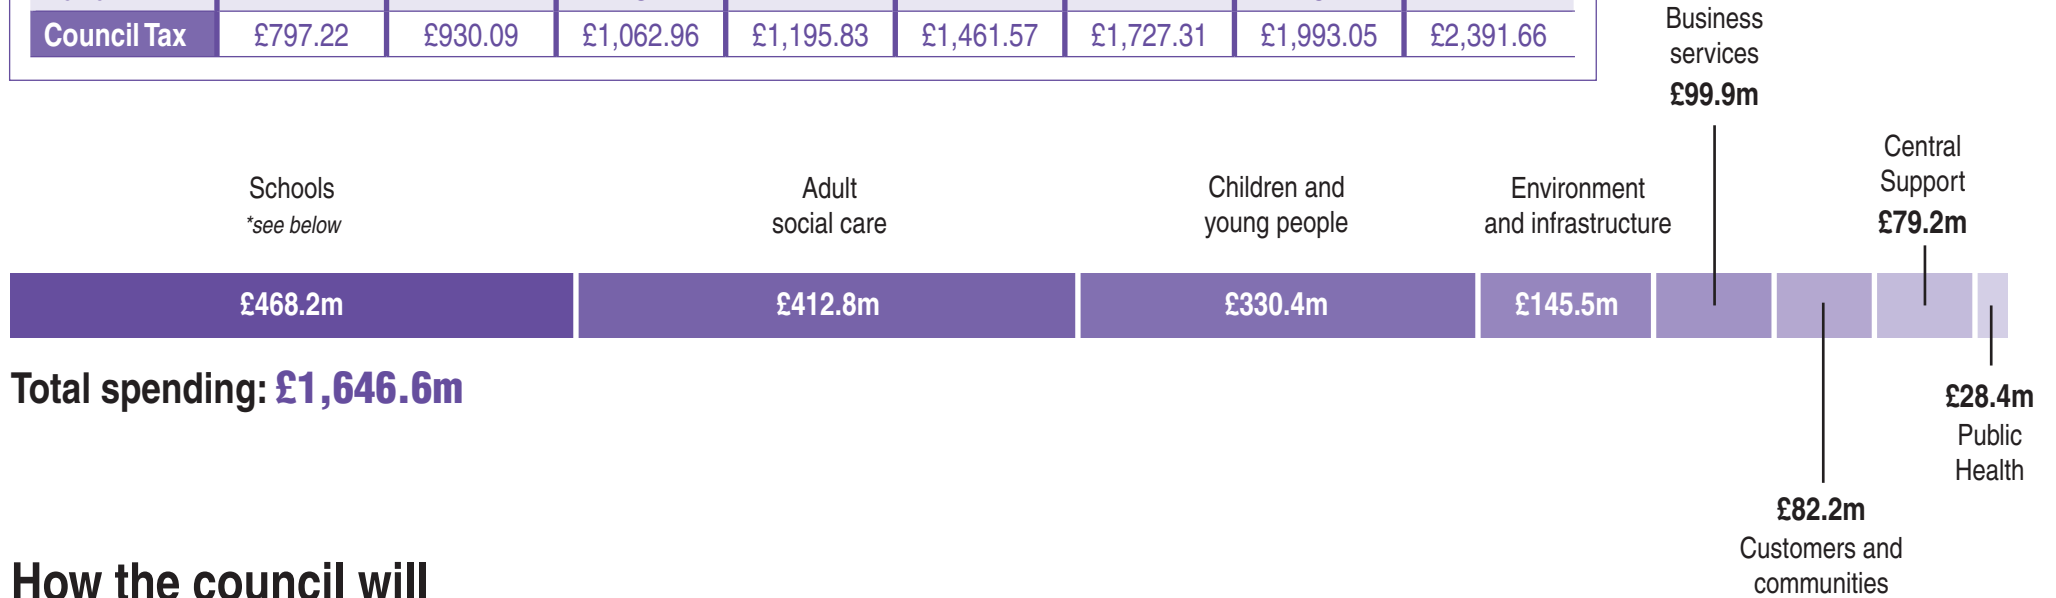 Council Tax £797.22 £930.09 £1,062.96 £1,195.83 £1,461.57 £1,727.31 £1,993.05 £2,391.66
Business
services
£99.9m
Central
Support
£79.2m
Schools
*see below
Adult
social care
Children and
young people
Environment
and infrastructure
£468.2m £412.8m £330.4m £145.5m
Total spending: £1,646.6m
£28.4m
Public
Health
£82.2m
Customers and
communities
How the council will